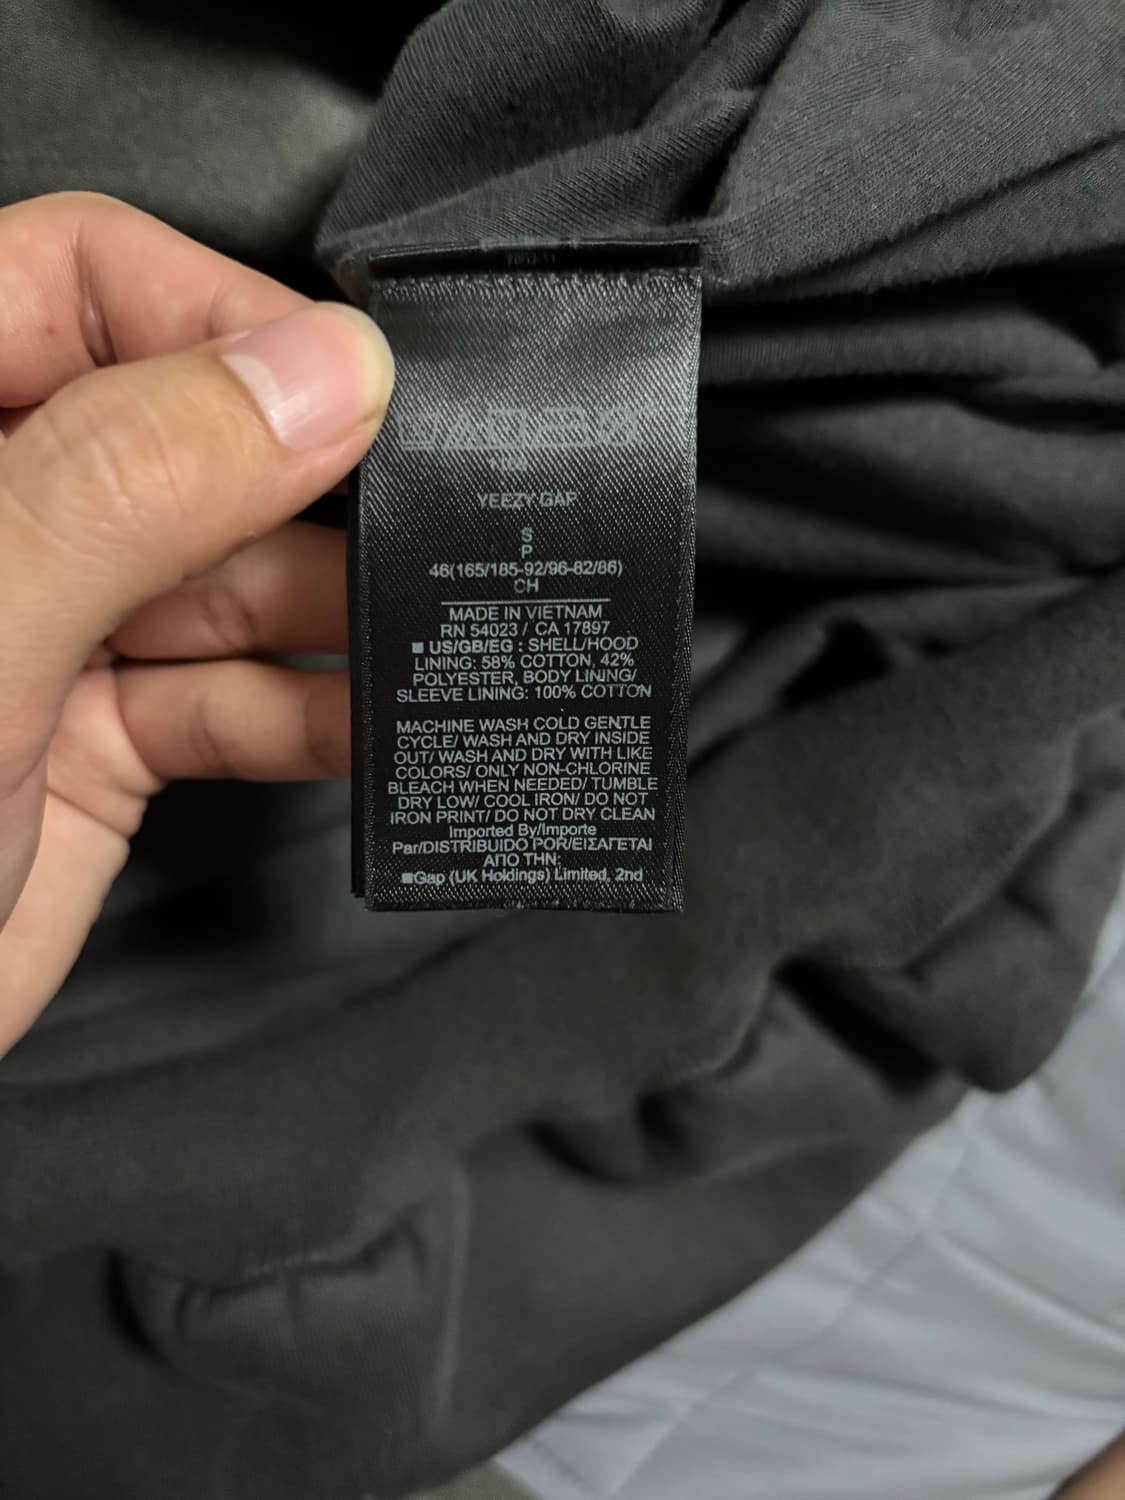 YEEZY GAP
S
P
46(165/185-92/96-82/86)
CH
MADE IN VIETNAM
RN 54023 / CA 17897
■ US/GB/EG : SHELL/HOOD
LINING: 58% COTTON, 42%
POLYESTER, BODY LINING/
SLEEVE LINING: 100% COTTON
MACHINE WASH COLD GENTLE
CYCLE/ WASH AND DRY INSIDE
OUT/ WASH AND DRY WITH LIKE
COLORS/ ONLY NON-CHLORINE
BLEACH WHEN NEEDED/ TUMBLE
DRY LOW/ COOL IRON/ DO NOT
IRON PRINT/ DO NOT DRY CLEAN
Imported By/Importe
Par/DISTRIBUIDO POR/ΕΙΣΑΓΕΤΑΙ
ΑΠΟ ΤΗΝ:
■Gap (UK Holdings) Limited, 2nd